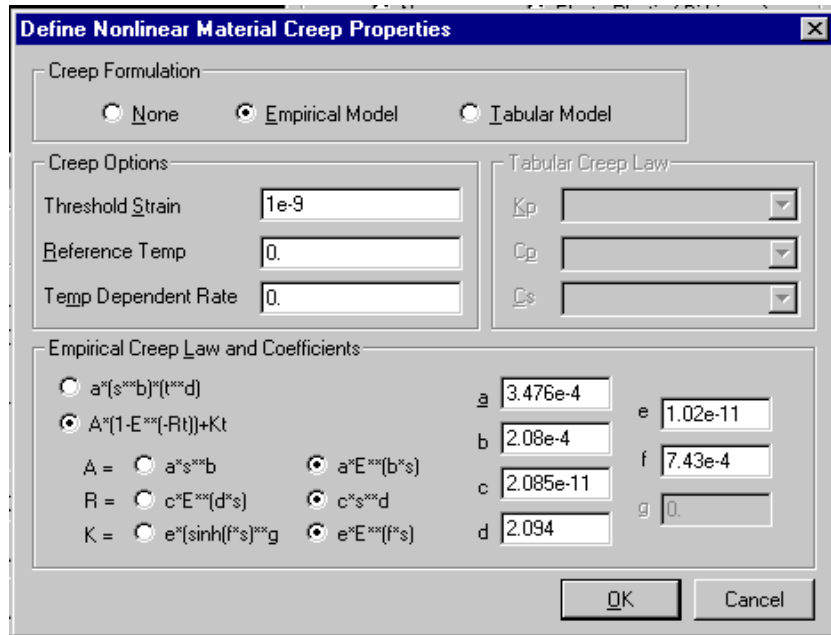 Define Nonlinear Material Creep Properties
Creep Formulation
None Empirical Model Tabular Model
Creep Options
Threshold Strain 1e-9
Reference Temp 0.
Temp Dependent Rate 0.
Tabular Creep Law
Kp
Cp
Cs
Empirical Creep Law and Coefficients
a*(s**b)*(t**d)
A*(1-E**(-Rt))+Kt
A = a*s**b a*E**(b*s)
R = c*E**(d*s) c*s**d
K = e*(sinh(f*s)**g e*E**(f*s)
a 3.476e-4
b 2.08e-4
c 2.085e-11
d 2.094
e 1.02e-11
f 7.43e-4
g 0.
OK Cancel